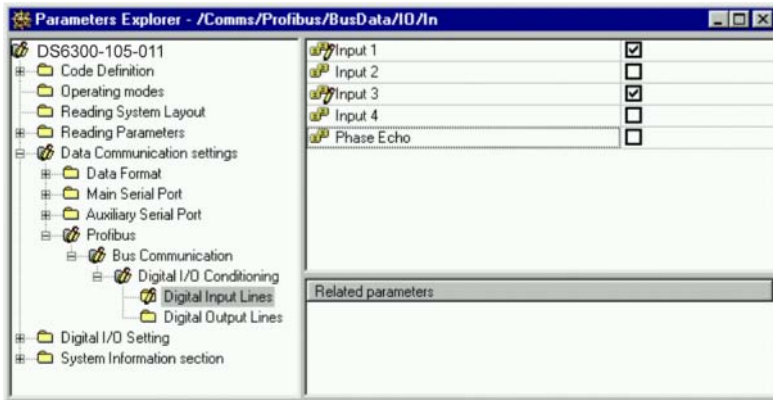 Parameters Explorer - /Comms/Profibus/BusData/IO/In
DS6300-105-011
Code Definition
Operating modes
Reading System Layout
Reading Parameters
Data Communication settings
Data Format
Main Serial Port
Auxiliary Serial Port
Profibus
Bus Communication
Digital I/O Conditioning
Digital Input Lines
Digital Output Lines
Digital I/O Setting
System Information section
Input 1
Input 2
Input 3
Input 4
Phase Echo
Related parameters